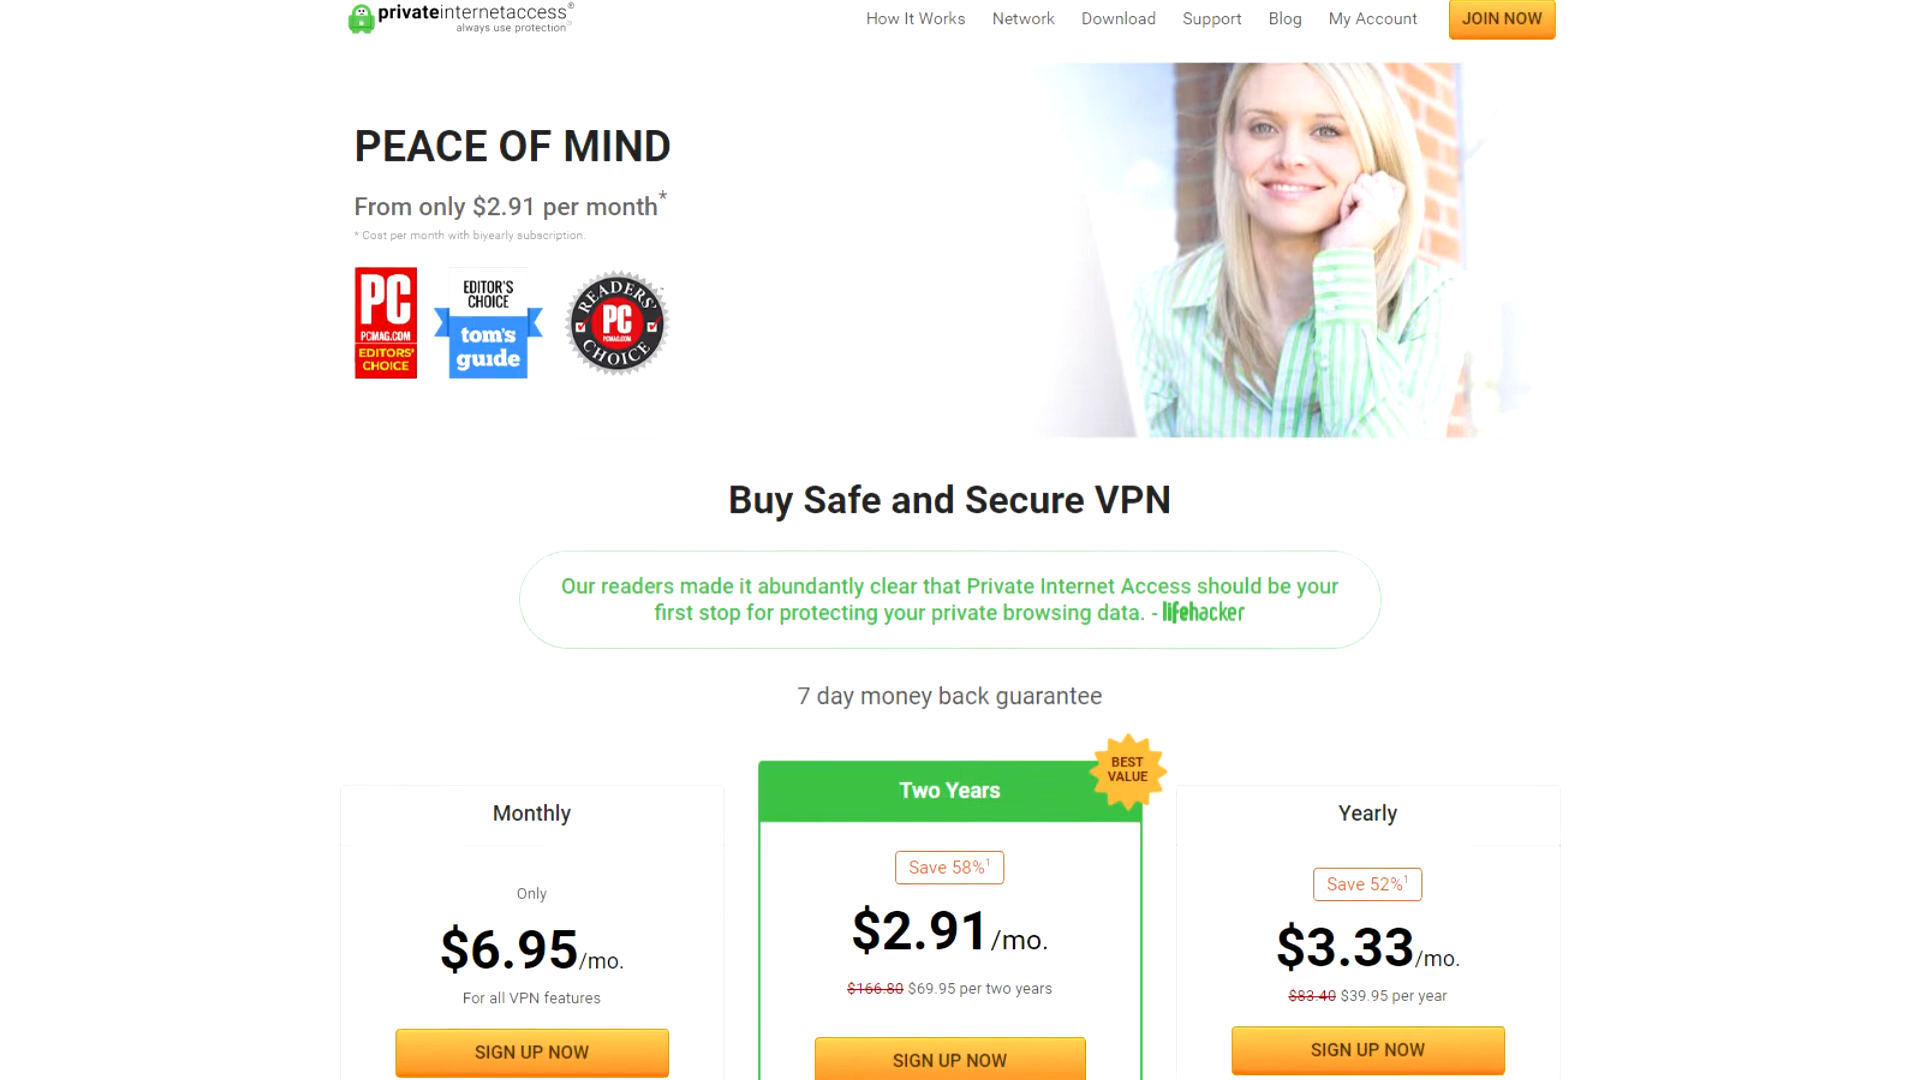 privateinternetaccess®
always use protection
How It Works
Network
Download
Support
Blog
My Account
JOIN NOW
PEACE OF MIND
From only $2.91 per month*
* Cost per month with biyearly subscription.
PC
PCMAG.COM
EDITORS'
CHOICE
EDITOR'S
CHOICE
tom's
guide
READERS'
PC
PCMAG.COM
CHOICE
Buy Safe and Secure VPN
Our readers made it abundantly clear that Private Internet Access should be your
first stop for protecting your private browsing data. - lifehacker
7 day money back guarantee
Monthly
Only
$6.95/mo.
For all VPN features
SIGN UP NOW
BEST
VALUE
Two Years
Save 58%¹
$2.91/mo.
$166.80 $69.95 per two years
SIGN UP NOW
Yearly
Save 52%¹
$3.33/mo.
$83.40 $39.95 per year
SIGN UP NOW